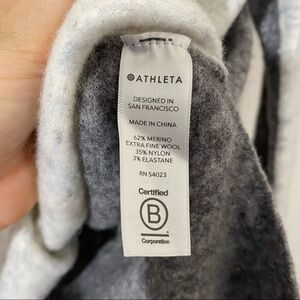 ATHLETA
DESIGNED IN
SAN FRANCISCO
MADE IN CHINA
62% MERINO
EXTRA FINE WOOL
35% NYLON
3% ELASTANE
RN 54023
Certified
B
Corporation